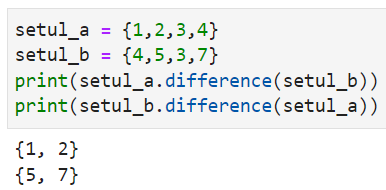 setul_a = {1,2,3,4}
setul_b = {4,5,3,7}
print(setul_a.difference(setul_b))
print(setul_b.difference(setul_a))
{1, 2}
{5, 7}